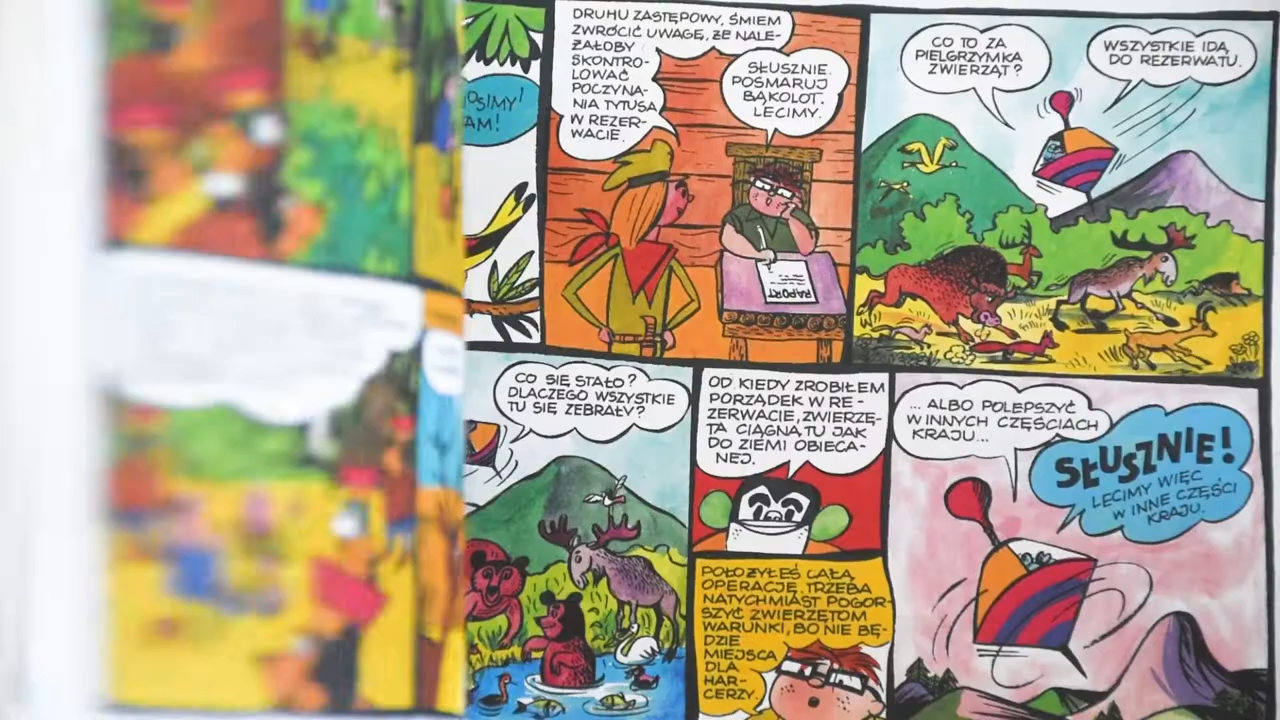 OSIMY!
AM!
DRUHU ZASTĘPOWY, ŚMIEM
ZWRÓCIĆ UWAGĘ, ŻE NALE-
ŻAŁOBY
SKONTRO-
LOWAĆ
POCZYNA-
NIA TYTUSA
W REZER-
WACIE.
SŁUSZNIE.
POSMARUJ
BĄKOLOT.
LECIMY.
RAPORT
CO TO ZA
PIELGRZYMKA
ZWIERZĄT?
WSZYSTKIE IDĄ
DO REZERWATU.
CO SIĘ STAŁO?
DLACZEGO WSZYSTKIE
TU SIĘ ZEBRAŁY?
OD KIEDY ZROBIŁEM
PORZĄDEK W RE-
ZERWACIE, ZWIERZĘ-
TA CIĄGNĄ TU JAK
DO ZIEMI OBIECA-
NEJ.
POŁOŻYŁEŚ CAŁĄ
OPERACJĘ. TRZEBA
NATYCHMIAST POGOR-
SZYĆ ZWIERZĘTOM
WARUNKI, BO NIE BĘ-
DZIE
MIEJSCA
DLA
HAR-
CERZY.
... ALBO POLEPSZYĆ
W INNYCH CZĘŚCIACH
KRAJU...
SŁUSZNIE!
LECIMY WIĘC
W INNE CZĘŚCI
KRAJU.